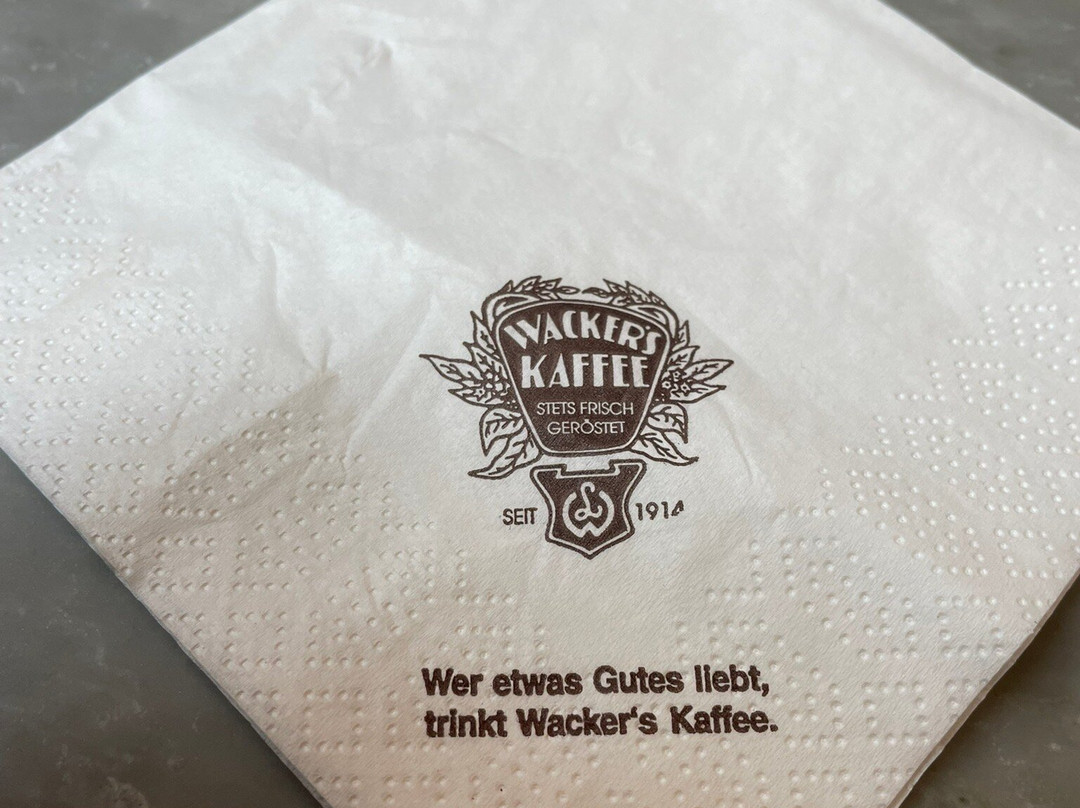 WACKER'S
KAFFEE
STETS FRISCH
GERÖSTET
SEIT 1914
Wer etwas Gutes liebt,
trinkt Wacker‘s Kaffee.